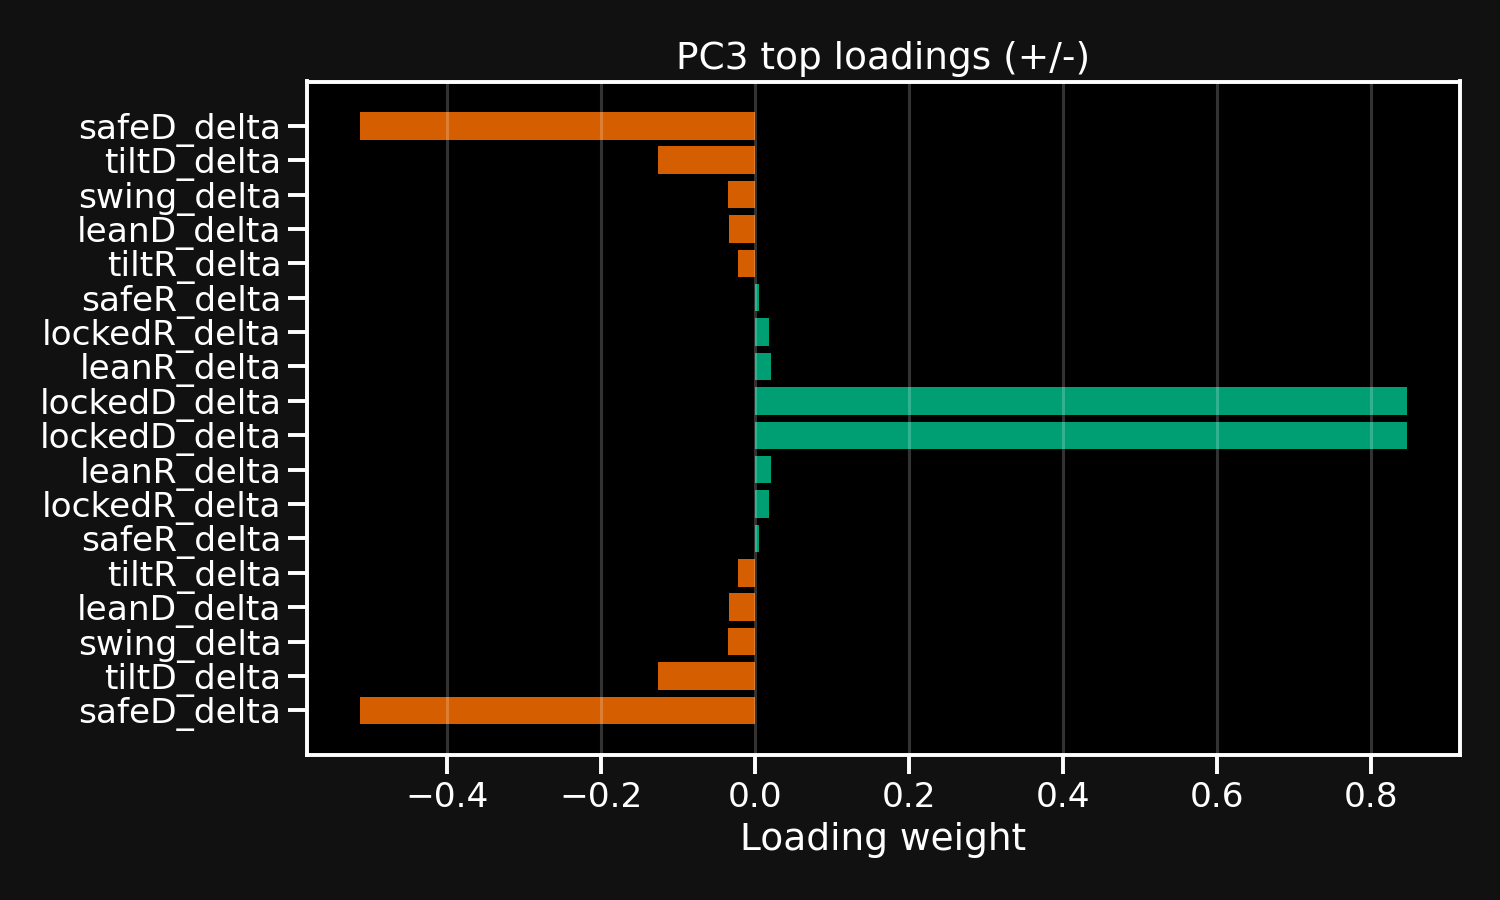 PC3 top loadings (+/-)
safeD_delta
tiltD_delta
swing_delta
leanD_delta
tiltR_delta
safeR_delta
lockedR_delta
leanR_delta
lockedD_delta
lockedD_delta
leanR_delta
lockedR_delta
safeR_delta
tiltR_delta
leanD_delta
swing_delta
tiltD_delta
safeD_delta
−0.4 −0.2 0.0 0.2 0.4 0.6 0.8
Loading weight